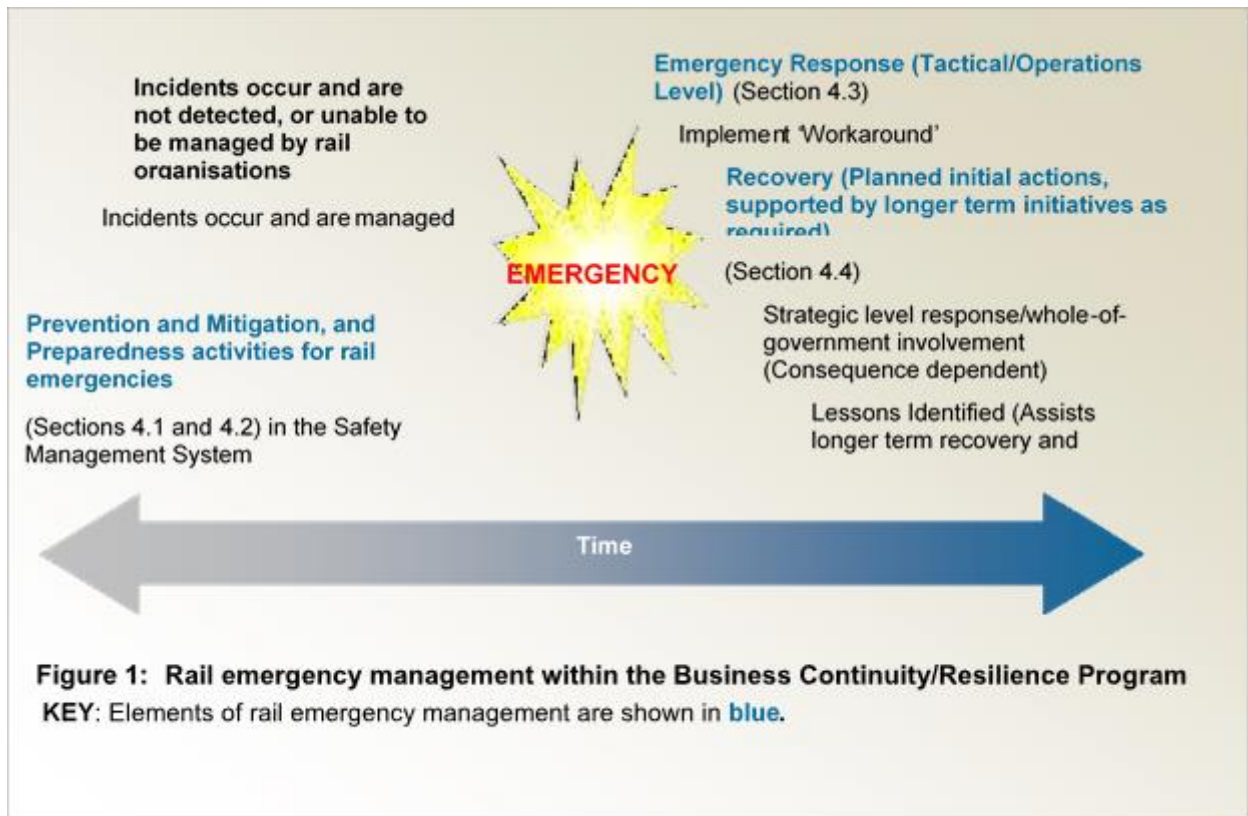 Incidents occur and are
not detected, or unable to
be managed by rail
organisations
Incidents occur and are managed
Prevention and Mitigation, and
Preparedness activities for rail
emergencies
(Sections 4.1 and 4.2) in the Safety
Management System
EMERGENCY
Emergency Response (Tactical/Operations
Level) (Section 4.3)
Implement ‘Workaround’
Recovery (Planned initial actions,
supported by longer term initiatives as
required)
(Section 4.4)
Strategic level response/whole-of-
government involvement
(Consequence dependent)
Lessons Identified (Assists
longer term recovery and
Time
Figure 1: Rail emergency management within the Business Continuity/Resilience Program
KEY: Elements of rail emergency management are shown in blue.